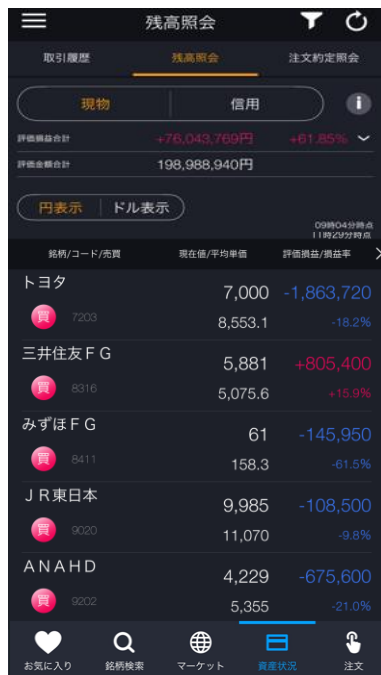 残高照会
取引履歴 残高照会 注文約定照会
現物 信用
評価損益合計 +76,043,769円 +61.85%
評価金額合計 198,988,940円
円表示 ドル表示
09時04分時点
11時29分時点
銘柄/コード/売買 現在値/平均単価 評価損益/損益率
トヨタ 7,000 -1,863,720
買 7203 8,553.1 -18.2%
三井住友ＦＧ 5,881 +805,400
買 8316 5,075.6 +15.9%
みずほＦＧ 61 -145,950
買 8411 158.3 -61.5%
ＪＲ東日本 9,985 -108,500
買 9020 11,070 -9.8%
ＡＮＡＨＤ 4,229 -675,600
買 9202 5,355 -21.0%
お気に入り 銘柄検索 マーケット 資産状況 注文